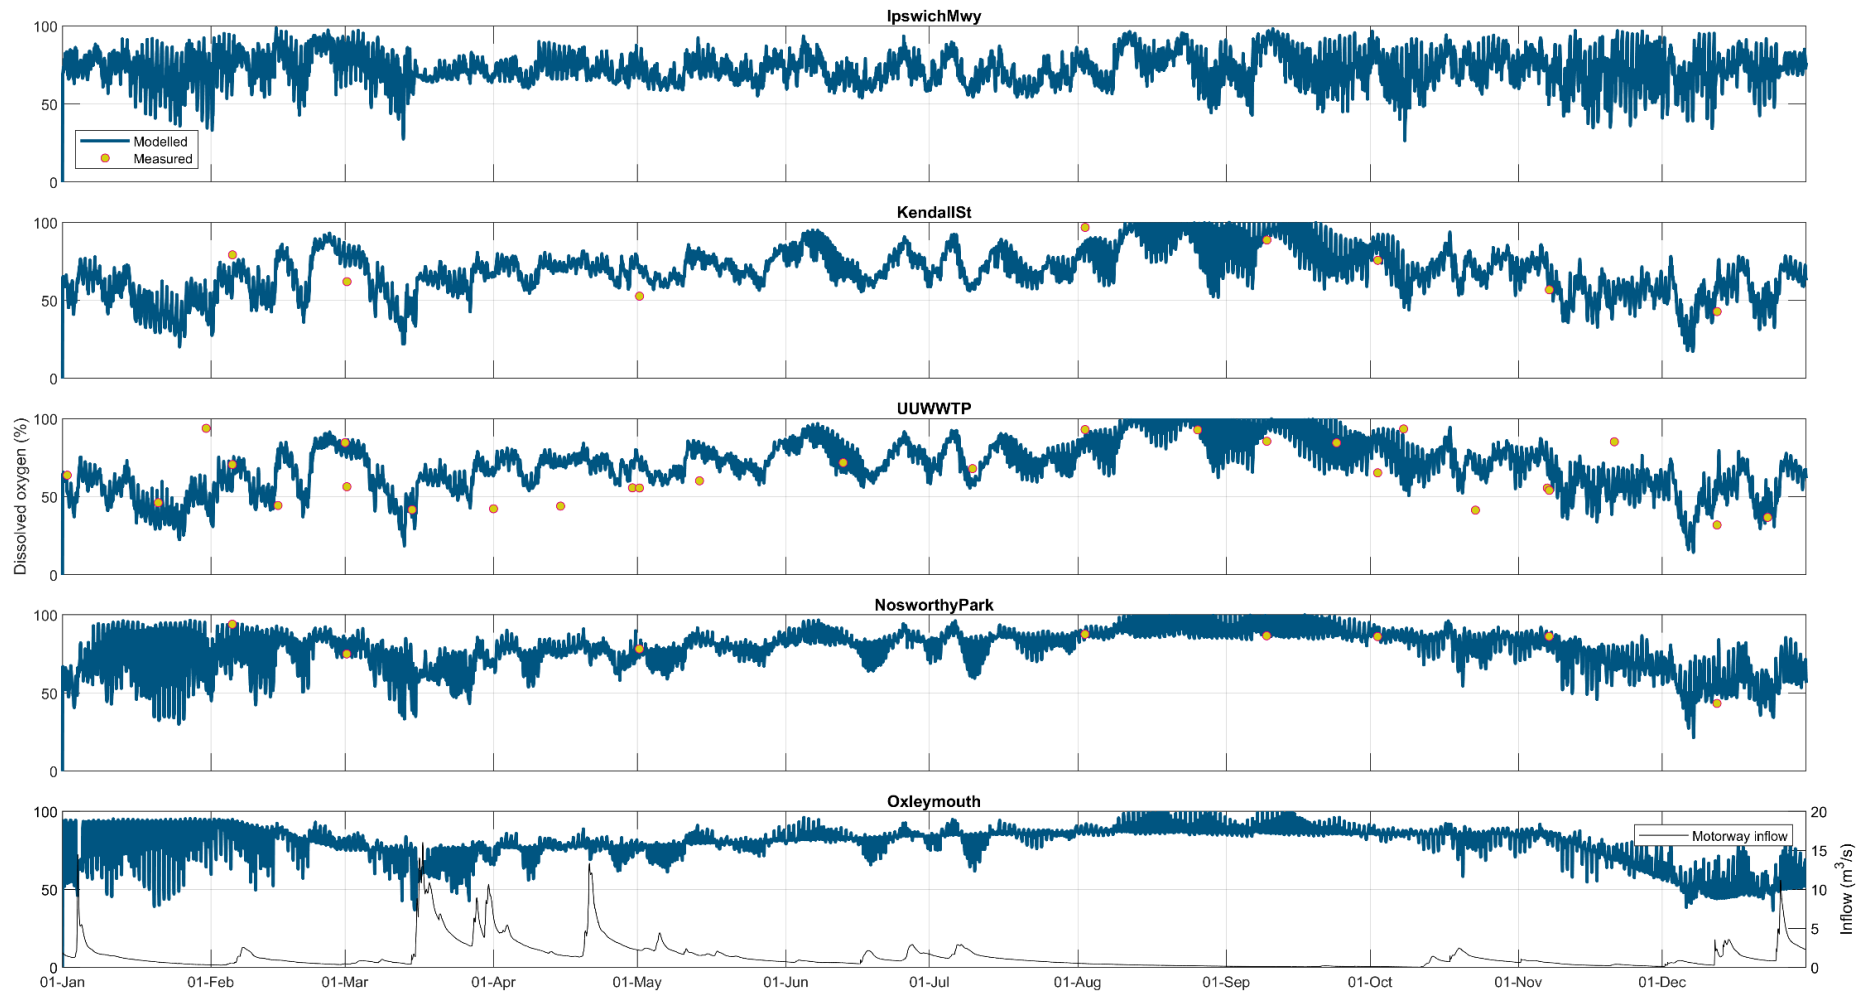 IpswichMwy
100
50
0
Modelled
Measured
KendallSt
100
50
0
UUWWTP
100
50
0
Dissolved oxygen (%)
NosworthyPark
100
50
0
Oxleymouth
100
50
0
20
15
10
5
0
Motorway inflow
Inflow (m³/s)
01-Jan 01-Feb 01-Mar 01-Apr 01-May 01-Jun 01-Jul 01-Aug 01-Sep 01-Oct 01-Nov 01-Dec